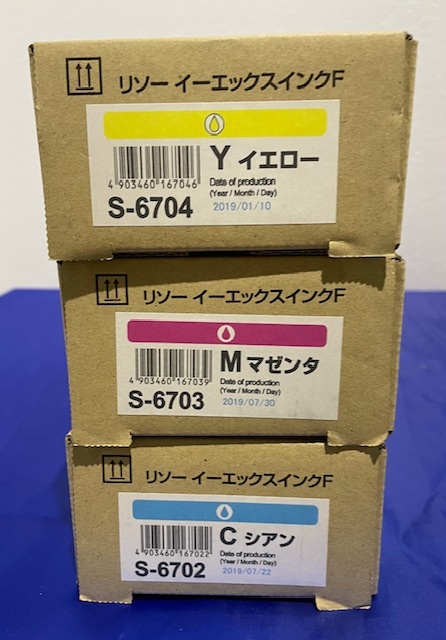 リソー イーエックスインクF
Y イエロー
4 903460 167046
Date of production
(Year / Month / Day)
S-6704
2019/01/10
リソー イーエックスインクF
M マゼンタ
4 903460 167039
Date of production
(Year / Month / Day)
S-6703
2019/07/30
リソー イーエックスインクF
C シアン
4 903460 167022
Date of production
(Year / Month / Day)
S-6702
2019/07/22